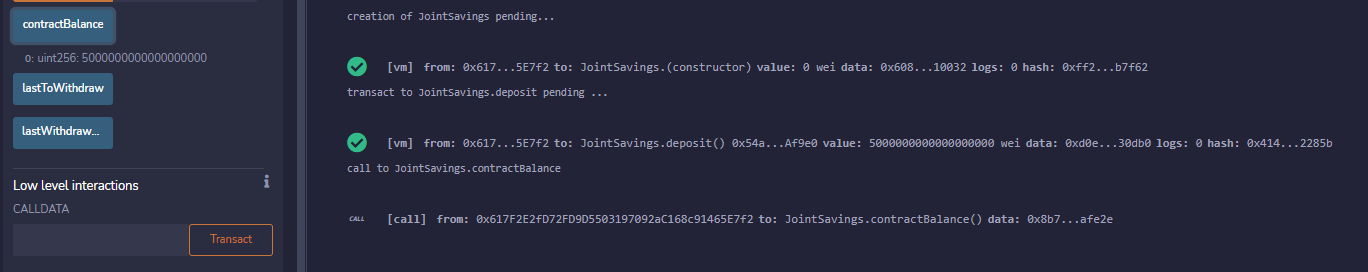 contractBalance
0: uint256: 5000000000000000000
lastToWithdraw
lastWithdraw...
Low level interactions
CALLDATA
Transact
creation of JointSavings pending...
[vm] from: 0x617...5E7f2 to: JointSavings.(constructor) value: 0 wei data: 0x608...10032 logs: 0 hash: 0xff2...b7f62
transact to JointSavings.deposit pending ...
[vm] from: 0x617...5E7f2 to: JointSavings.deposit() 0x54a...Af9e0 value: 5000000000000000000 wei data: 0xd0e...30db0 logs: 0 hash: 0x414...2285b
call to JointSavings.contractBalance
CALL [call] from: 0x617F2E2fD72FD9D5503197092aC168c91465E7f2 to: JointSavings.contractBalance() data: 0x8b7...afe2e